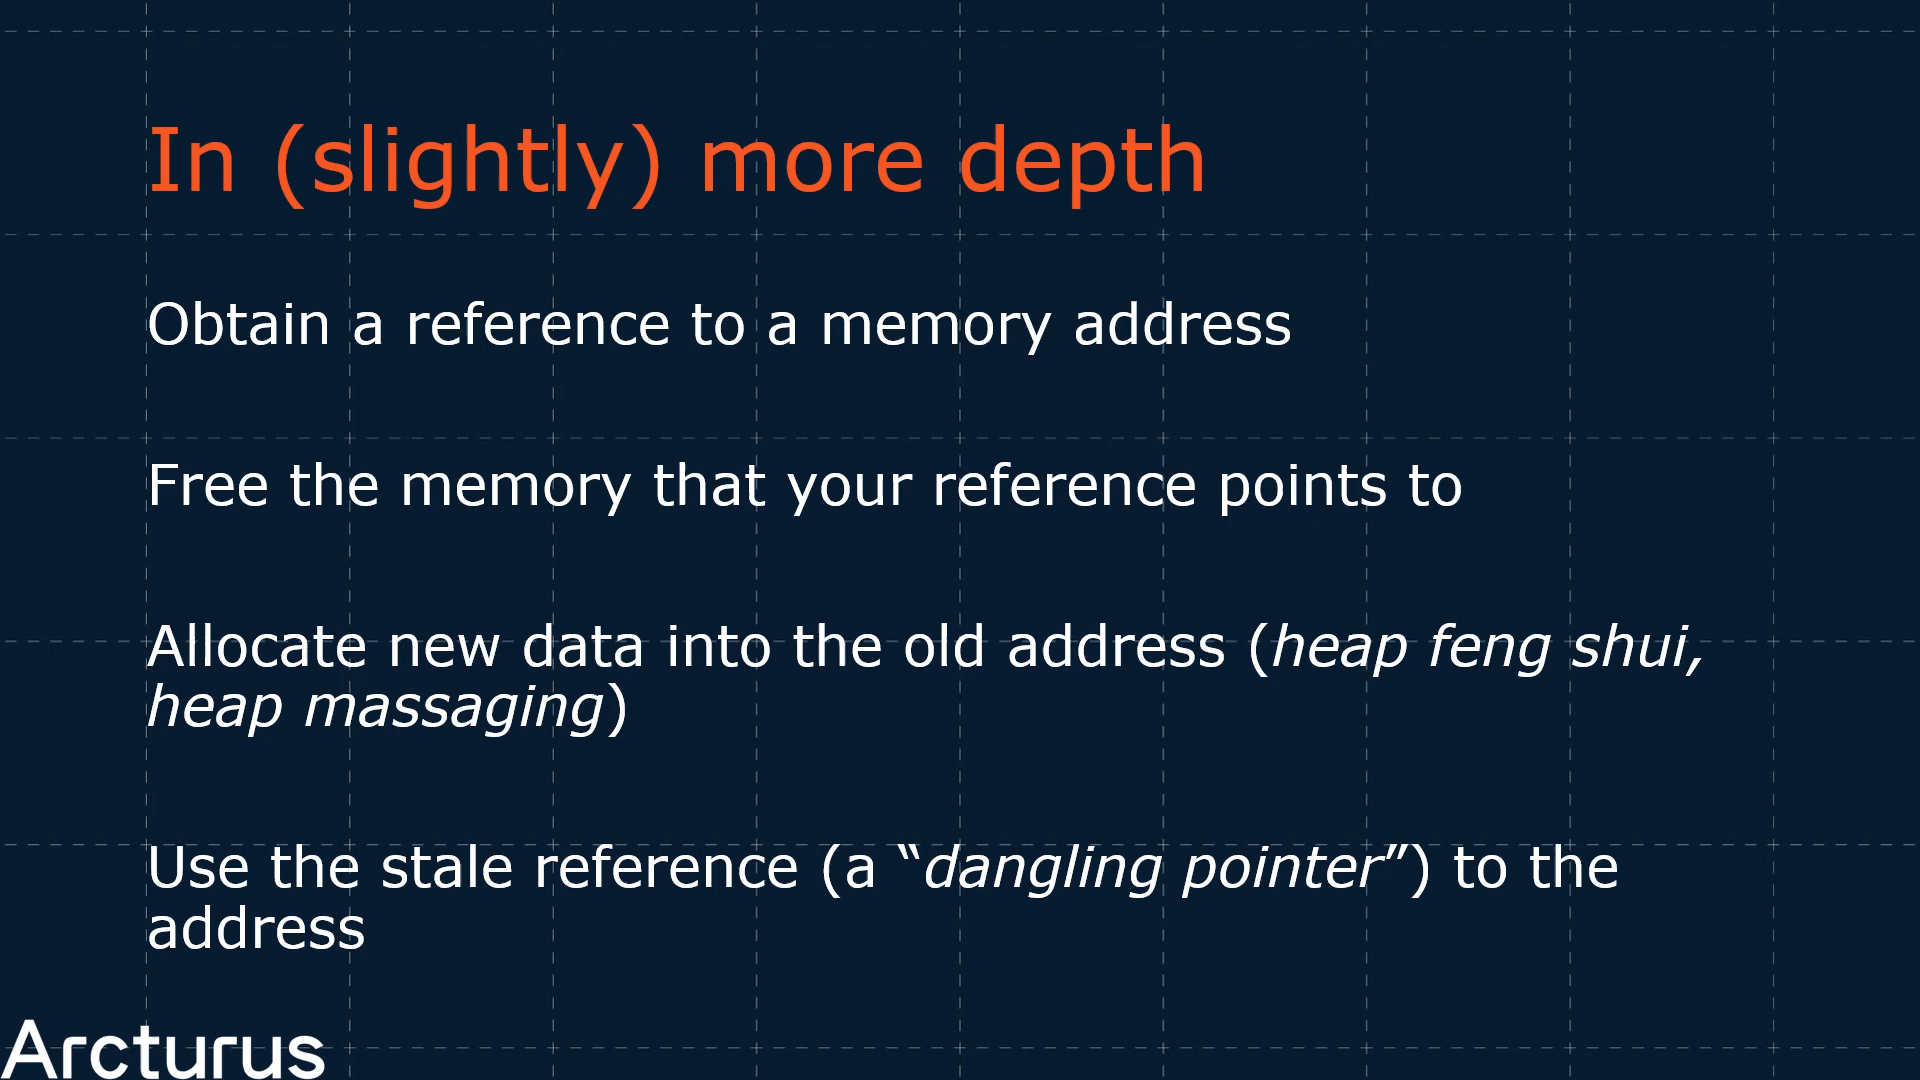 In (slightly) more depth
Obtain a reference to a memory address
Free the memory that your reference points to
Allocate new data into the old address (heap feng shui,
heap massaging)
Use the stale reference (a “dangling pointer”) to the
address
Arcturus